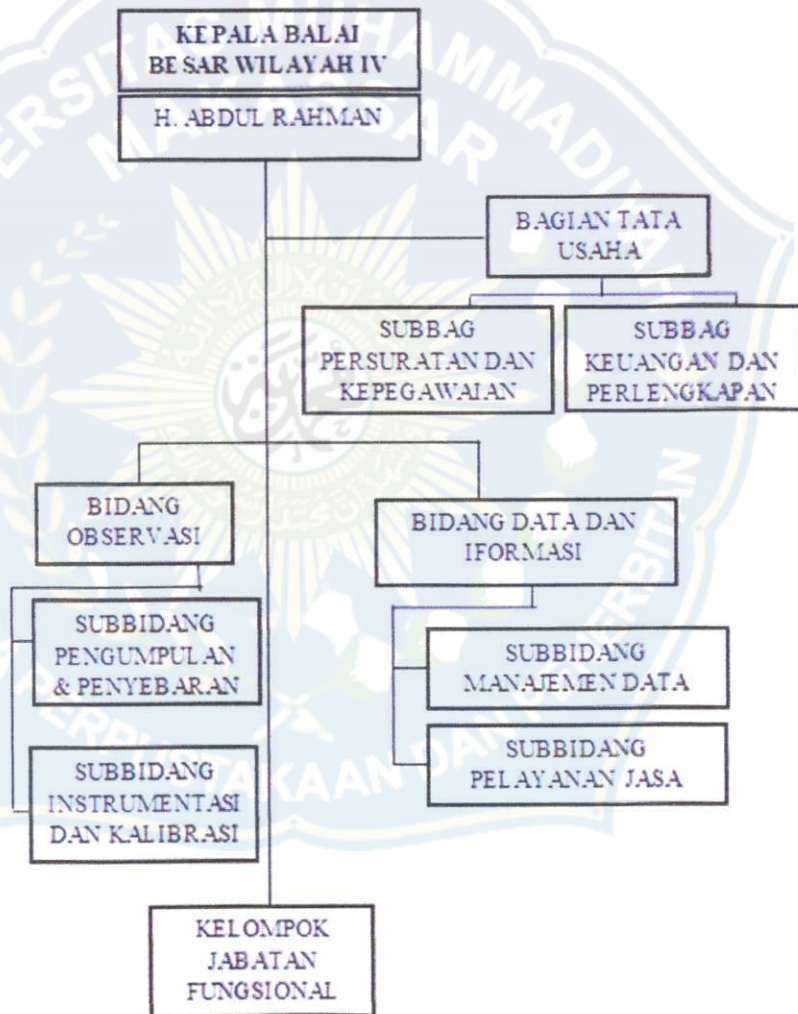 KEPALA BALAI
BESAR WILAYAH IV
H. ABDUL RAHMAN
BAGIAN TATA
USAHA
SUBBAG
PERSURATAN DAN
KEPEGAWAIAN
SUBBAG
KEUANGAN DAN
PERLENGKAPAN
BIDANG
OBSERVASI
BIDANG DATA DAN
IFORMASI
SUBBIDANG
PENGUMPULAN
& PENYEBARAN
SUBBIDANG
MANAJEMEN DATA
SUBBIDANG
PELAYANAN JASA
SUBBIDANG
INSTRUMENTASI
DAN KALIBRASI
KELOMPOK
JABATAN
FUNGSIONAL
MAKASSAR